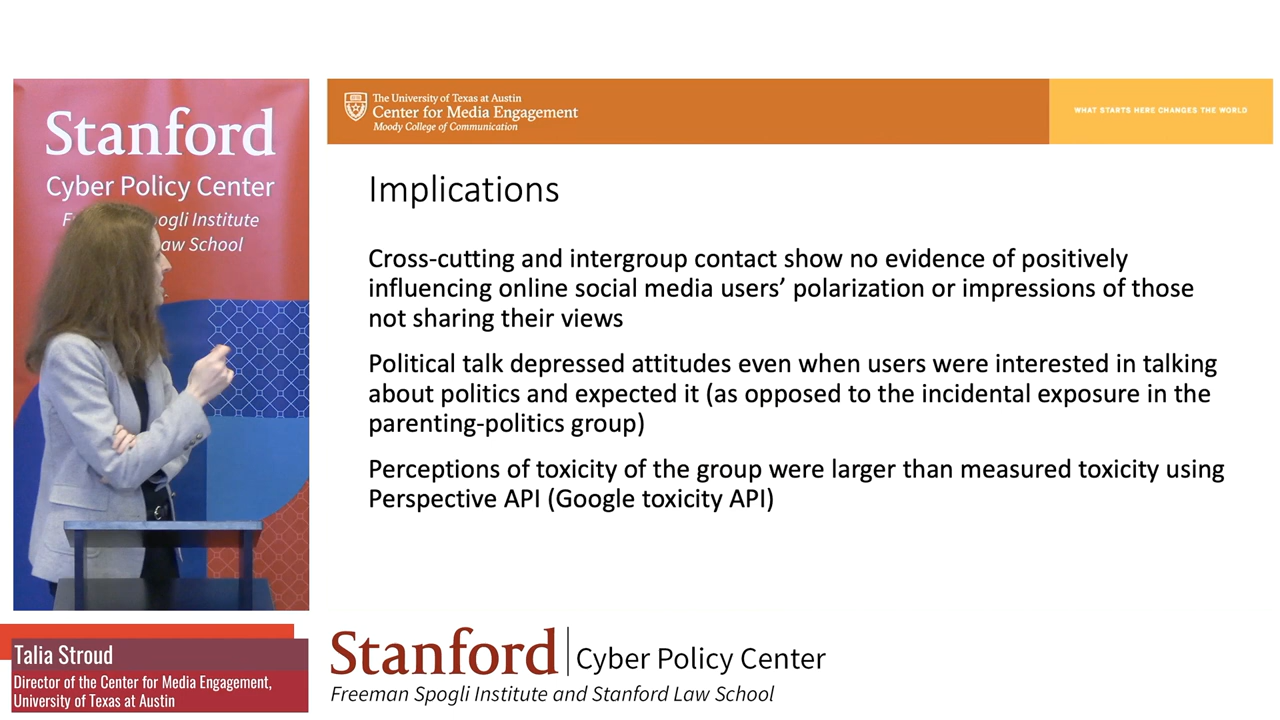 Stanford
Cyber Policy Center
ogli Institute
aw School
The University of Texas at Austin
Center for Media Engagement
Moody College of Communication
WHAT STARTS HERE CHANGES THE WORLD
Implications
Cross-cutting and intergroup contact show no evidence of positively
influencing online social media users’ polarization or impressions of those
not sharing their views
Political talk depressed attitudes even when users were interested in talking
about politics and expected it (as opposed to the incidental exposure in the
parenting-politics group)
Perceptions of toxicity of the group were larger than measured toxicity using
Perspective API (Google toxicity API)
Talia Stroud
Director of the Center for Media Engagement,
University of Texas at Austin
Stanford Cyber Policy Center
Freeman Spogli Institute and Stanford Law School